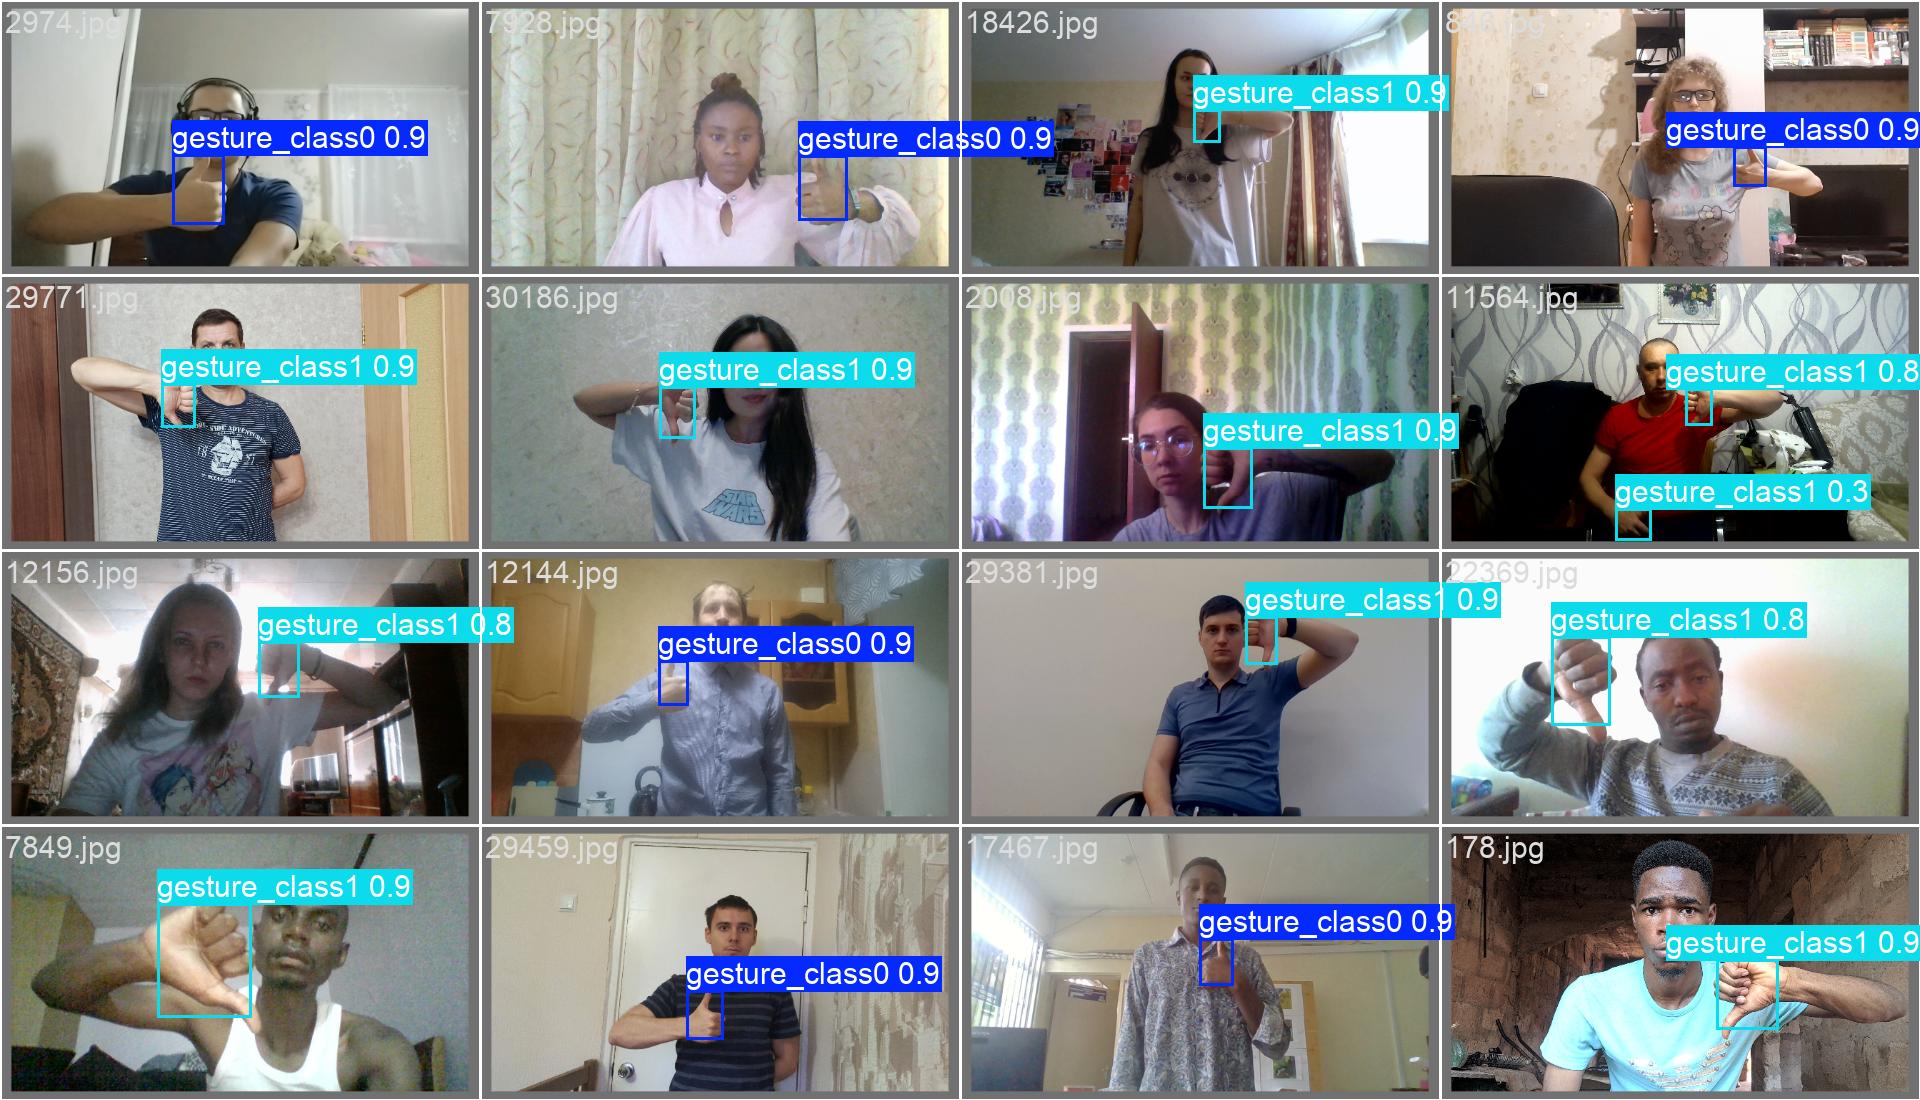 2974.jpg
gesture_class0 0.9
7928.jpg
gesture_class0 0.9
18426.jpg
gesture_class1 0.9
846.jpg
gesture_class0 0.9
29771.jpg
gesture_class1 0.9
30186.jpg
gesture_class1 0.9
STAR
WARS
2008.jpg
gesture_class1 0.9
11564.jpg
gesture_class1 0.8
gesture_class1 0.3
12156.jpg
gesture_class1 0.8
12144.jpg
gesture_class0 0.9
29381.jpg
gesture_class1 0.9
22369.jpg
gesture_class1 0.8
7849.jpg
gesture_class1 0.9
29459.jpg
gesture_class0 0.9
17467.jpg
gesture_class0 0.9
178.jpg
gesture_class1 0.9